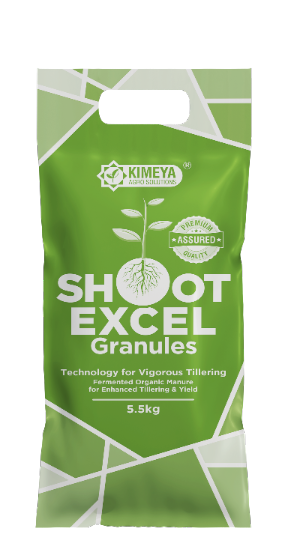 KIMEYA
AGRO SOLUTIONS
PREMIUM
ASSURED
QUALITY
SHOOT
EXCEL
Granules
Technology for Vigorous Tillering
Fermented Organic Manure
for Enhanced Tillering & Yield
5.5kg